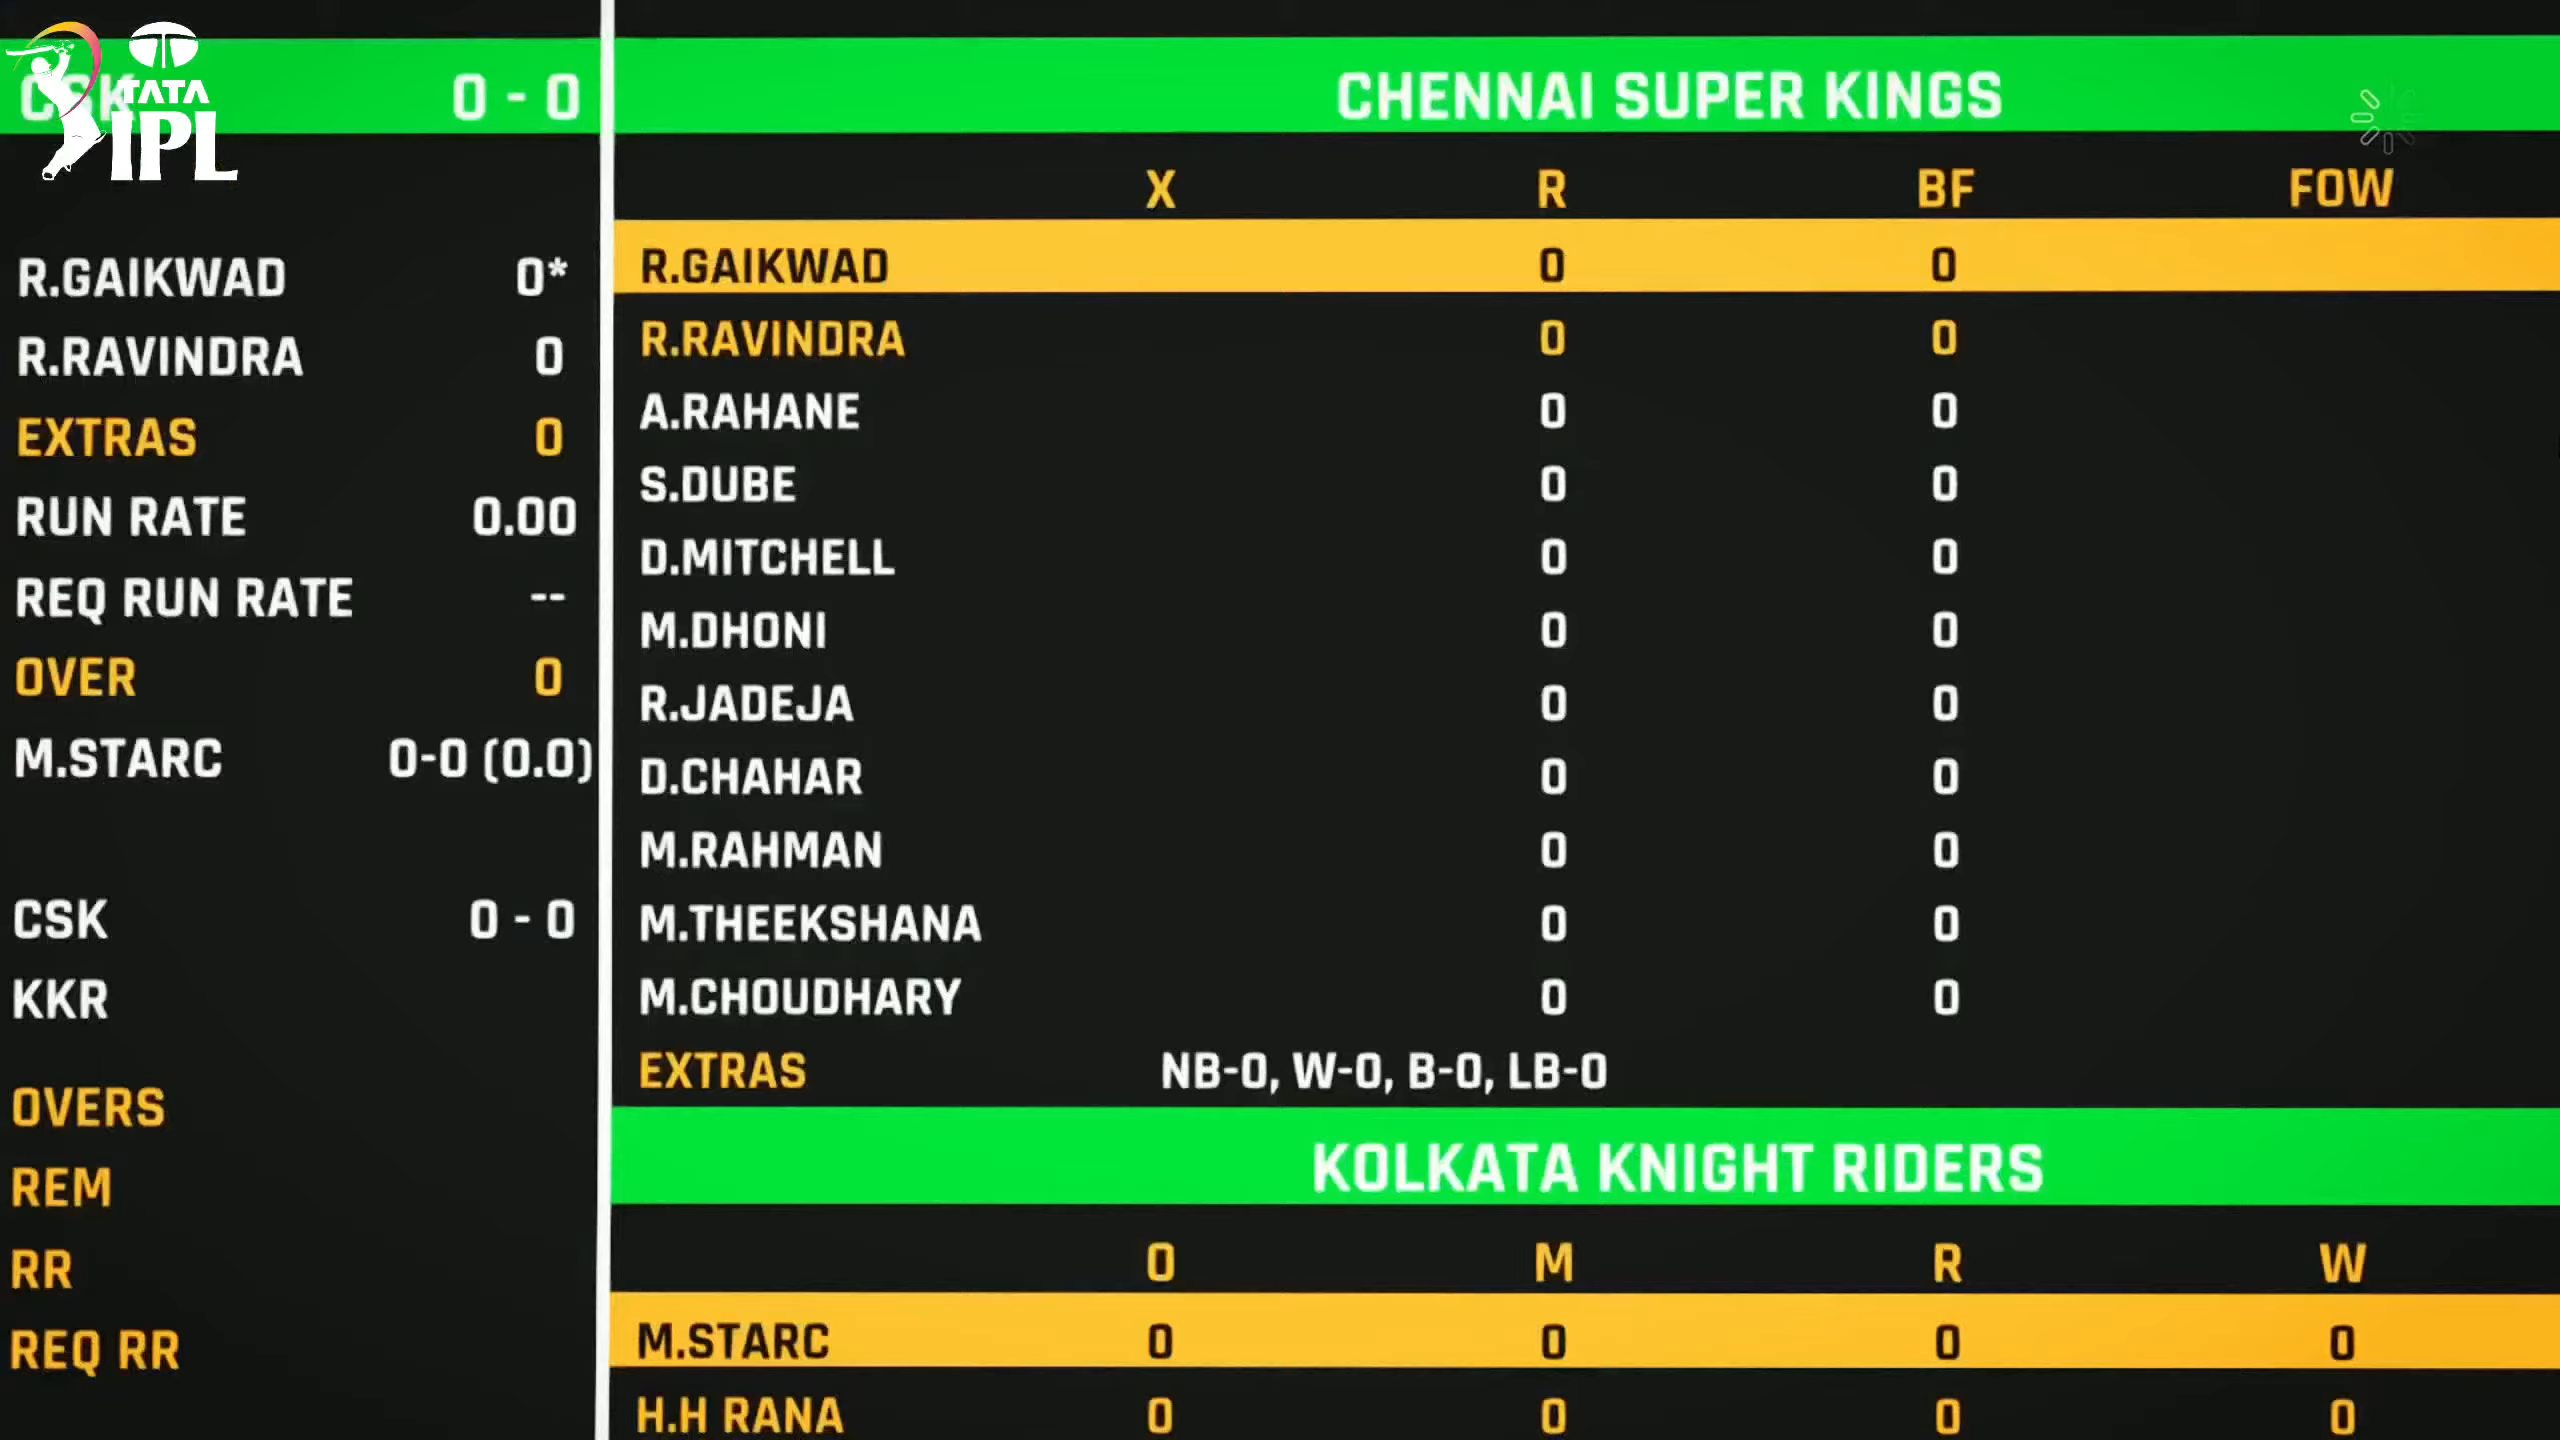 TATA
IPL
CSK 0 - 0
R.GAIKWAD 0*
R.RAVINDRA 0
EXTRAS 0
RUN RATE 0.00
REQ RUN RATE --
OVER 0
M.STARC 0-0 (0.0)
CSK 0 - 0
KKR
OVERS
REM
RR
REQ RR
CHENNAI SUPER KINGS
X R BF FOW
R.GAIKWAD 0 0
R.RAVINDRA 0 0
A.RAHANE 0 0
S.DUBE 0 0
D.MITCHELL 0 0
M.DHONI 0 0
R.JADEJA 0 0
D.CHAHAR 0 0
M.RAHMAN 0 0
M.THEEKSHANA 0 0
M.CHOUDHARY 0 0
EXTRAS NB-0, W-0, B-0, LB-0
KOLKATA KNIGHT RIDERS
O M R W
M.STARC 0 0 0 0
H.H RANA 0 0 0 0